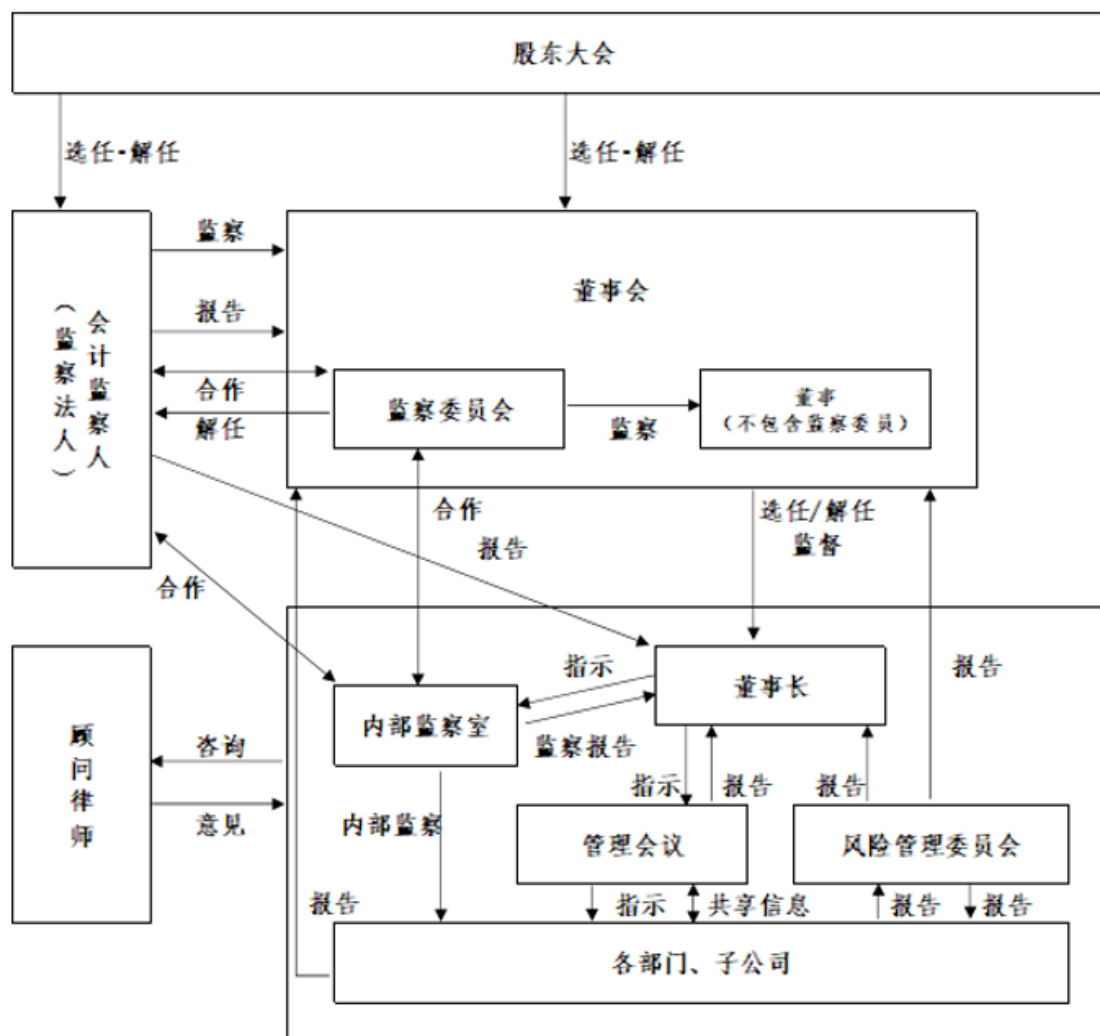 股东大会
选任·解任
选任·解任
会计监察人
（监察法人）
监察
报告
合作
解任
董事会
监察委员会
监察
董事
（不包含监察委员）
合作
报告
选任/解任
监督
合作
报告
顾问律师
咨询
意见
内部监察室
指示
监察报告
董事长
内部监察
指示
报告
报告
管理会议
风险管理委员会
报告
指示
共享信息
报告
报告
各部门、子公司